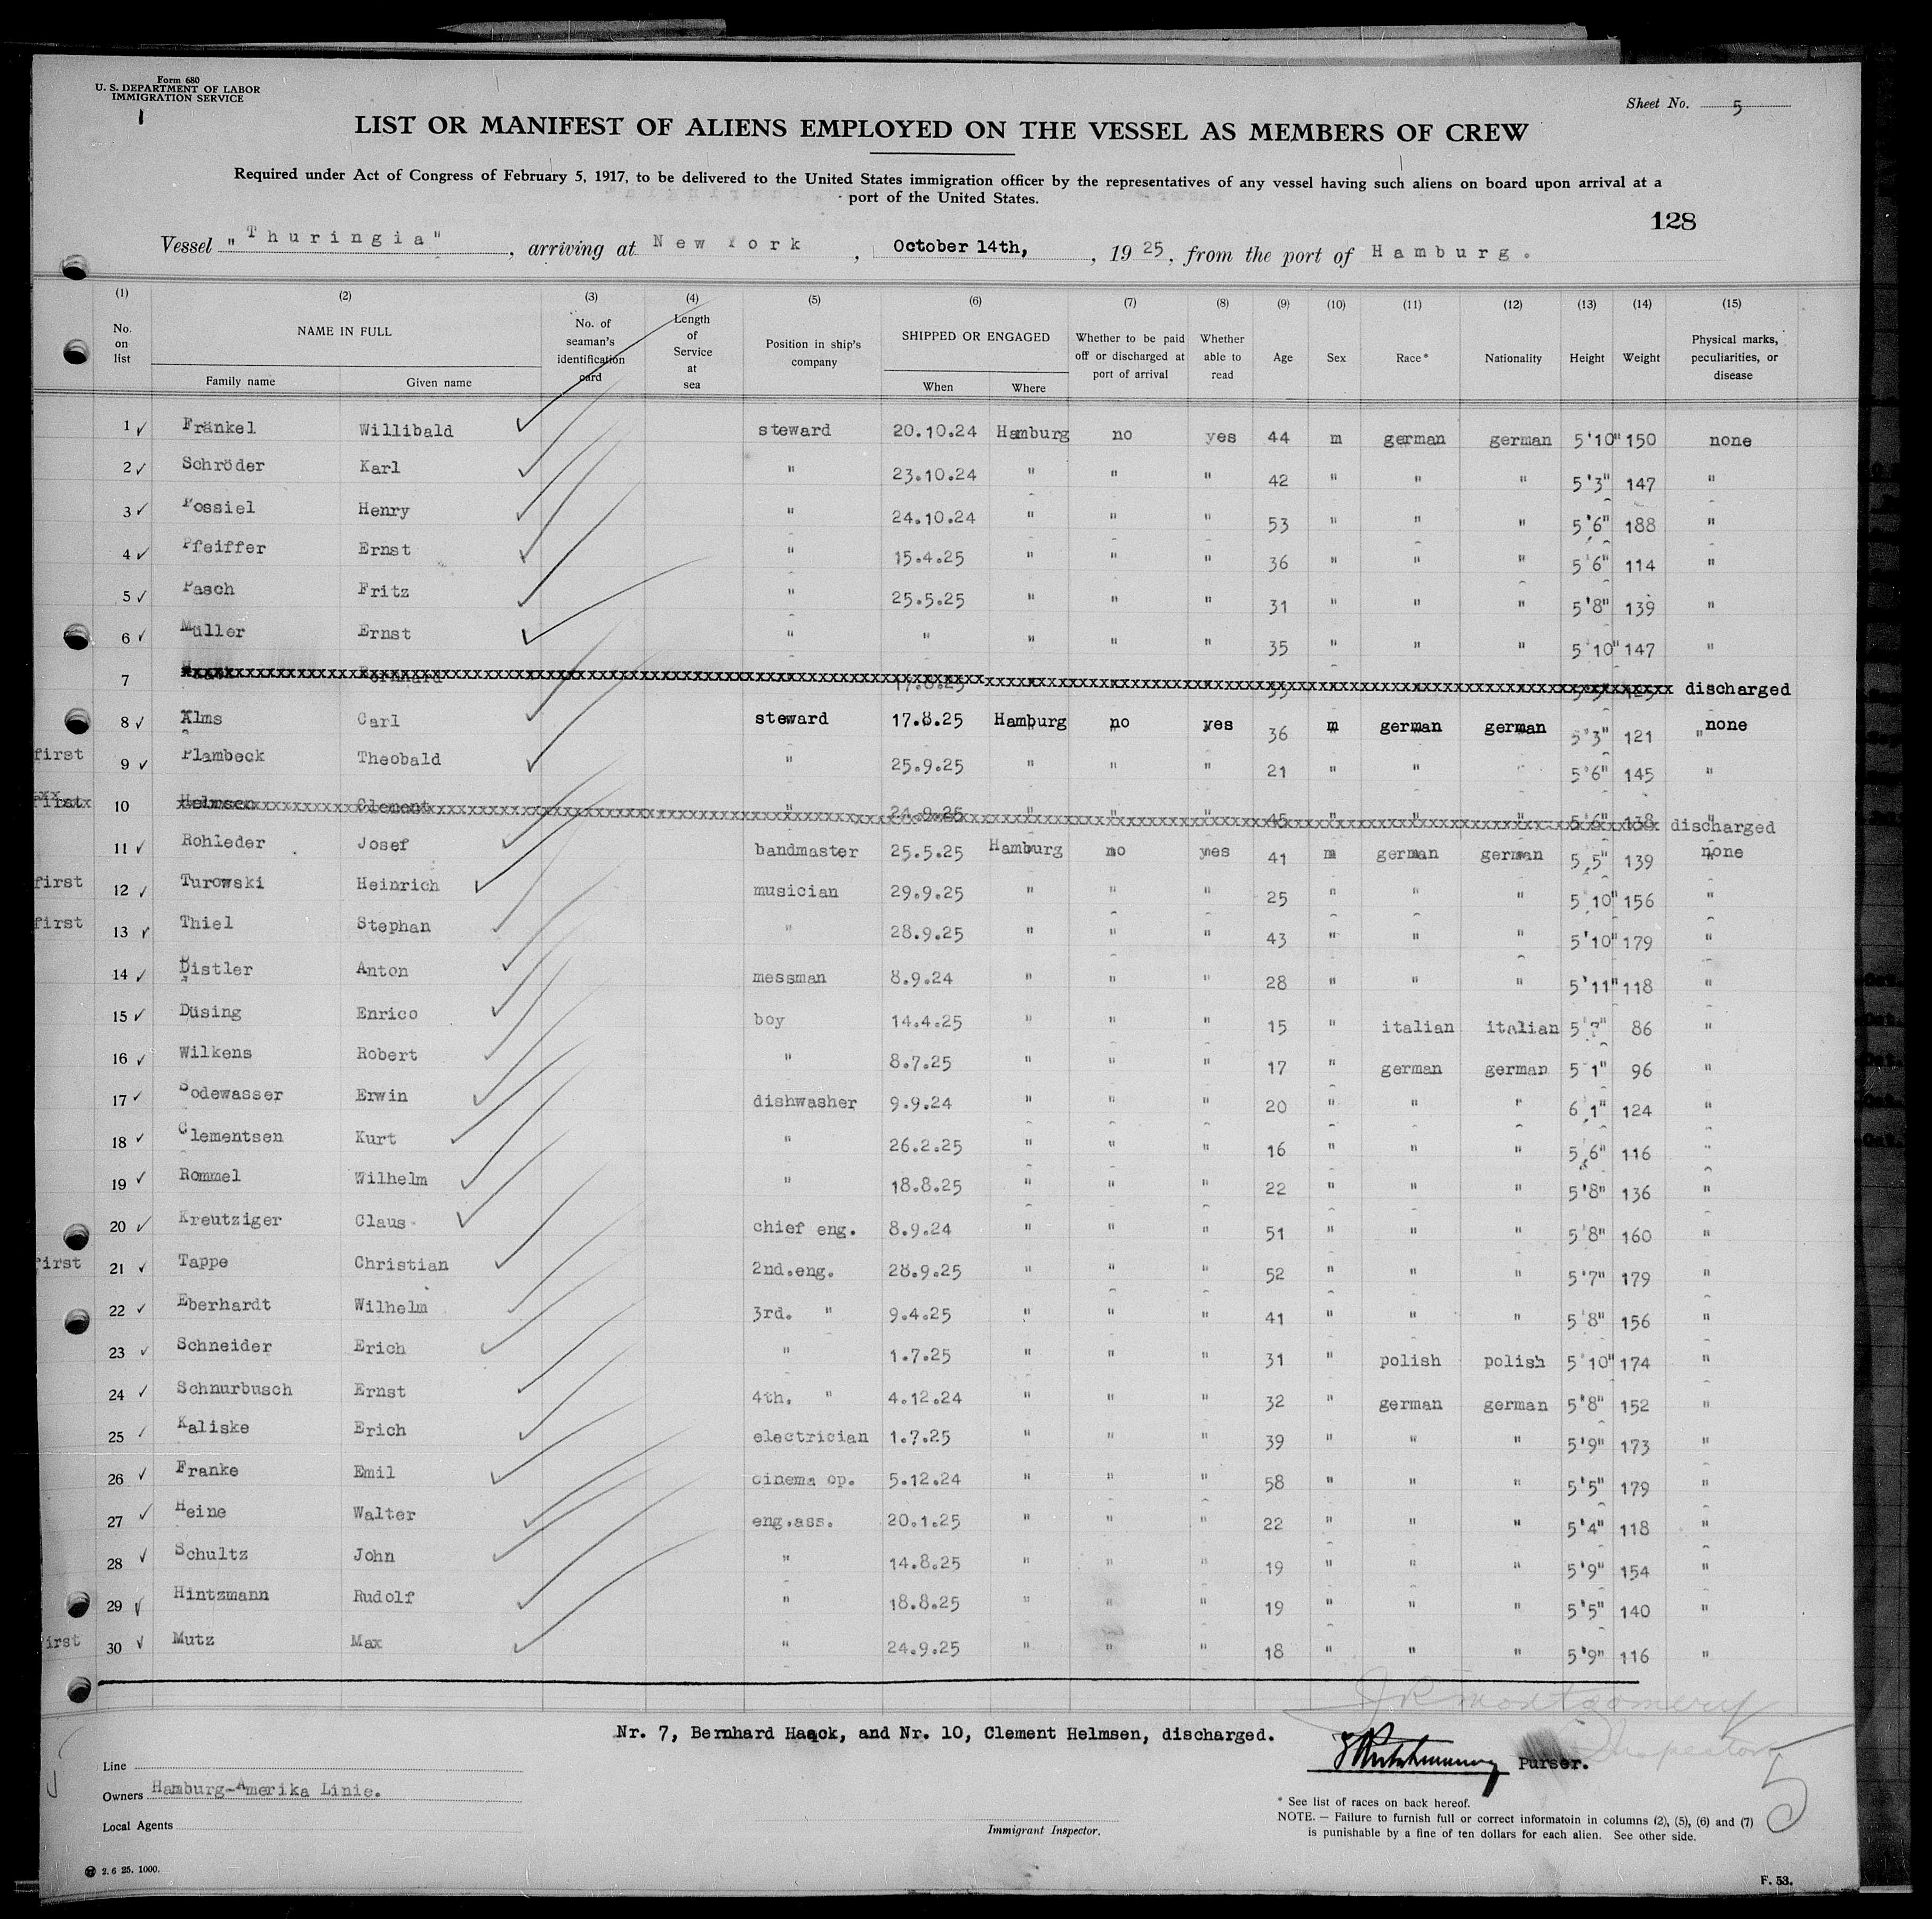 Form 680
U. S. DEPARTMENT OF LABOR
IMMIGRATION SERVICE
Sheet No. 5
LIST OR MANIFEST OF ALIENS EMPLOYED ON THE VESSEL AS MEMBERS OF CREW
Required under Act of Congress of February 5, 1917, to be delivered to the United States immigration officer by the representatives of any vessel having such aliens on board upon arrival at a
port of the United States.
128
Vessel "Thuringia", arriving at New York, October 14th, 1925, from the port of Hamburg.
(1) (2) (3) (4) (5) (6) (7) (8) (9) (10) (11) (12) (13) (14) (15)
No. on list NAME IN FULL Family name Given name No. of seaman's identification card Length of Service at sea Position in ship's company SHIPPED OR ENGAGED When Where Whether to be paid off or discharged at port of arrival Whether able to read Age Sex Race* Nationality Height Weight Physical marks, peculiarities, or disease
1 Fränkel Willibald steward 20.10.24 Hamburg no yes 44 m german german 5'10" 150 none
2 Schröder Karl " 23.10.24 " " " 42 " " " 5'3" 147 "
3 Possiel Henry " 24.10.24 " " " 53 " " " 5'6" 188 "
4 Pfeiffer Ernst " 15.4.25 " " " 36 " " " 5'6" 114 "
5 Pasch Fritz " 25.5.25 " " " 31 " " " 5'8" 139 "
6 Müller Ernst " " " " " 35 " " " 5'10" 147 "
7 Bernhard 17.8.25 discharged
8 Alms Carl steward 17.8.25 Hamburg no yes 36 m german german 5'3" 121 " none
first 9 Plambeck Theobald " 25.9.25 " " " 21 " " " 5'6" 145 "
first 10 Helmsen Clement " 24.9.25 " " " 45 " " " 5'6" 138 " discharged
11 Rohleder Josef bandmaster 25.5.25 Hamburg no yes 41 m german german 5'5" 139 none
first 12 Turowski Heinrich musician 29.9.25 " " " 25 " " " 5'10" 156 "
first 13 Thiel Stephan " 28.9.25 " " " 43 " " " 5'10" 179 "
14 Distler Anton messman 8.9.24 " " " 28 " " " 5'11" 118 "
15 Düsing Enrico boy 14.4.25 " " " 15 " italian italian 5'7" 86 "
16 Wilkens Robert " 8.7.25 " " " 17 " german german 5'1" 96 "
17 Bodewasser Erwin dishwasher 9.9.24 " " " 20 " " " 6'1" 124 "
18 Clementsen Kurt " 26.2.25 " " " 16 " " " 5'6" 116 "
19 Rommel Wilhelm " 18.8.25 " " " 22 " " " 5'8" 136 "
20 Kreutziger Claus chief eng. 8.9.24 " " " 51 " " " 5'8" 160 "
first 21 Tappe Christian 2nd.eng. 28.9.25 " " " 52 " " " 5'7" 179 "
22 Eberhardt Wilhelm 3rd. " 9.4.25 " " " 41 " " " 5'8" 156 "
23 Schneider Erich " 1.7.25 " " " 31 " polish polish 5'10" 174 "
24 Schnurbusch Ernst 4th. " 4.12.24 " " " 32 " german german 5'8" 152 "
25 Kaliske Erich electrician 1.7.25 " " " 39 " " " 5'9" 173 "
26 Franke Emil cinema op. 5.12.24 " " " 58 " " " 5'5" 179 "
27 Heine Walter eng.ass. 20.1.25 " " " 22 " " " 5'4" 118 "
28 Schultz John " 14.8.25 " " " 19 " " " 5'9" 154 "
29 Hintzmann Rudolf " 18.8.25 " " " 19 " " " 5'5" 140 "
first 30 Mutz Max " 24.9.25 " " " 18 " " " 5'9" 116 "
J R Montgomery
Inspector
Nr. 7, Bernhard Haack, and Nr. 10, Clement Helmsen, discharged.
Purser.
5
Line
Owners Hamburg-Amerika Linie.
Local Agents
Immigrant Inspector.
* See list of races on back hereof.
NOTE. — Failure to furnish full or correct informatoin in columns (2), (5), (6) and (7)
is punishable by a fine of ten dollars for each alien. See other side.
2. 6 25. 1000.
F. 53.